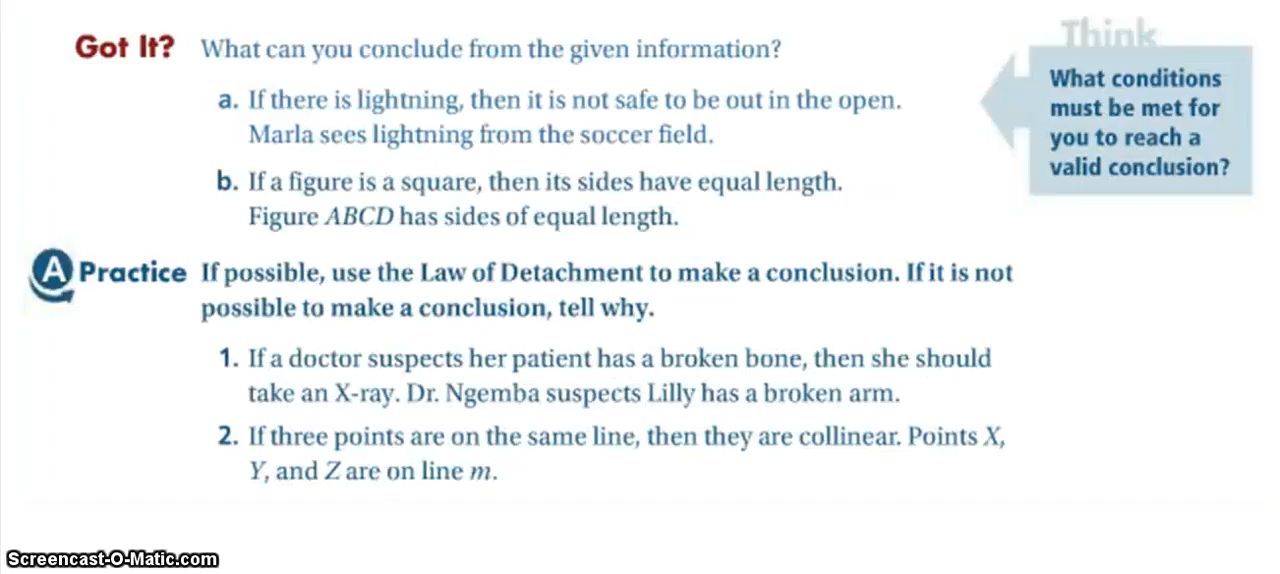 Think
Got It? What can you conclude from the given information?
a. If there is lightning, then it is not safe to be out in the open.
Marla sees lightning from the soccer field.
b. If a figure is a square, then its sides have equal length.
Figure ABCD has sides of equal length.
What conditions
must be met for
you to reach a
valid conclusion?
A Practice If possible, use the Law of Detachment to make a conclusion. If it is not
possible to make a conclusion, tell why.
1. If a doctor suspects her patient has a broken bone, then she should
take an X-ray. Dr. Ngemba suspects Lilly has a broken arm.
2. If three points are on the same line, then they are collinear. Points X,
Y, and Z are on line m.
Screencast-O-Matic.com